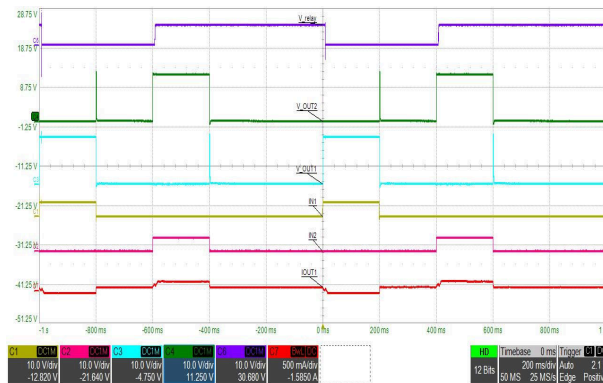 28.75 V
V_relay
18.75 V
8.75 V
V_OUT2
-1.25 V
-11.25 V
V_OUT1
-21.25 V
IN1
-31.25 V
IN2
-41.25 V
IOUT1
-51.25 V
-1 s -800 ms -600 ms -400 ms -200 ms 0 ms 200 ms 400 ms 600 ms 800 ms
C1 DC1M C2 DC1M C3 DC1M C4 DC1M DC1M HD Timebase 0 ms Trigger
10.0 V/div 10.0 V/div 10.0 V/div 10.0 V/div 10.0 V/div 500 mA/div 12 Bits 200 ms/div Auto 2.1
-12.820 V -21.640 V -4.750 V 11.250 V 30.680 V -1.5850 A 50 MS 25 MS/s Edge Positi